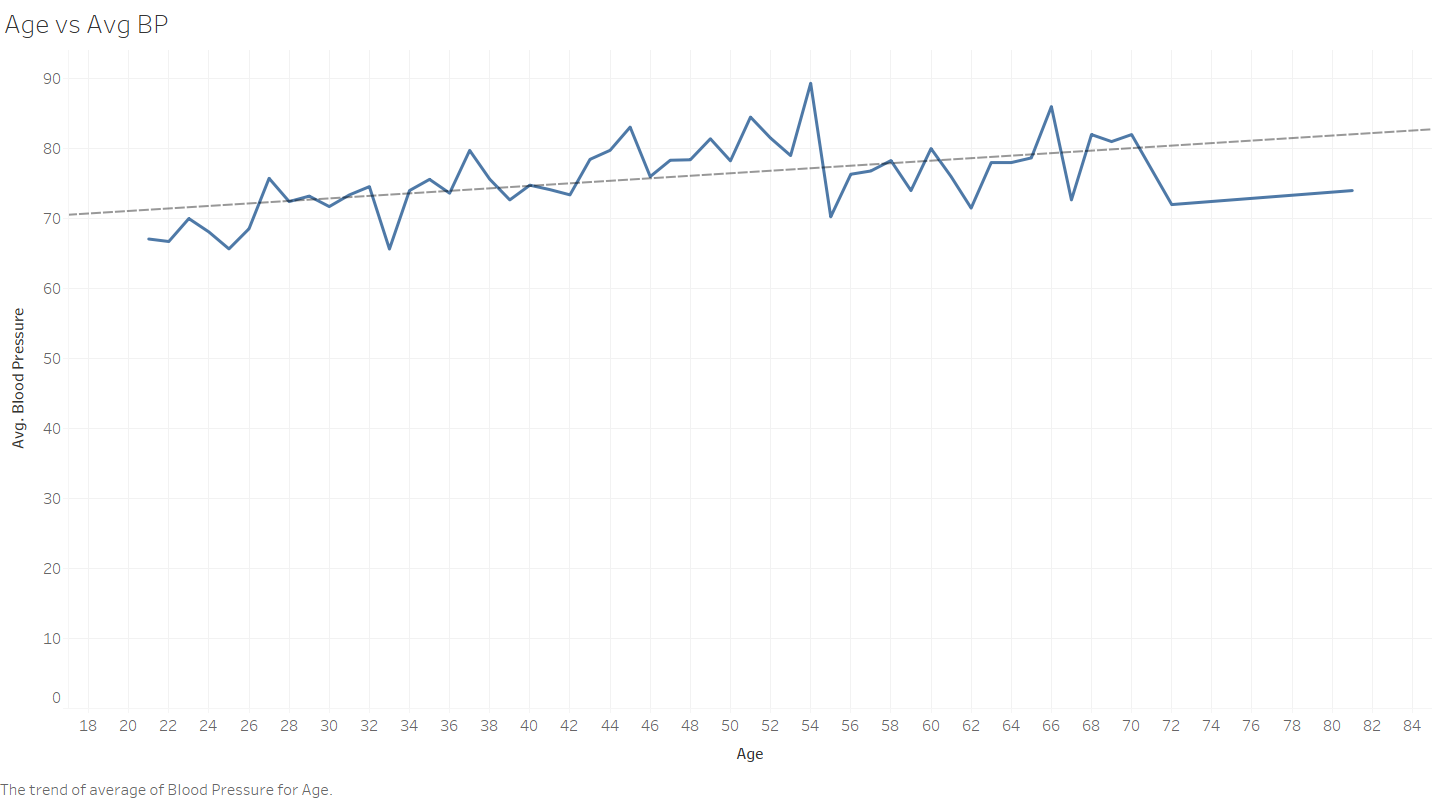 Age vs Avg BP
90
80
70
60
50
40
30
20
10
0
Avg. Blood Pressure
18 20 22 24 26 28 30 32 34 36 38 40 42 44 46 48 50 52 54 56 58 60 62 64 66 68 70 72 74 76 78 80 82 84
Age
The trend of average of Blood Pressure for Age.